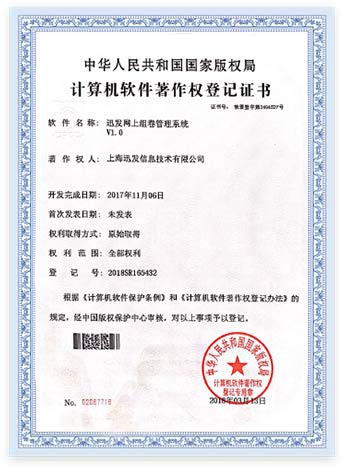 中华人民共和国国家版权局
计算机软件著作权登记证书
证书号： 软著登字第2494527号
软件名称： 迅发网上组卷管理系统
V1.0
著作权人： 上海迅发信息技术有限公司
开发完成日期： 2017年11月06日
首次发表日期： 未发表
权利取得方式： 原始取得
权利范围： 全部权利
登记号： 2018SR165432
根据《计算机软件保护条例》和《计算机软件著作权登记办法》的
规定，经中国版权保护中心审核，对以上事项予以登记。
中华人民共和国国家版权局
计算机软件著作权
登记专用章
No. 02067716
2018年03月13日